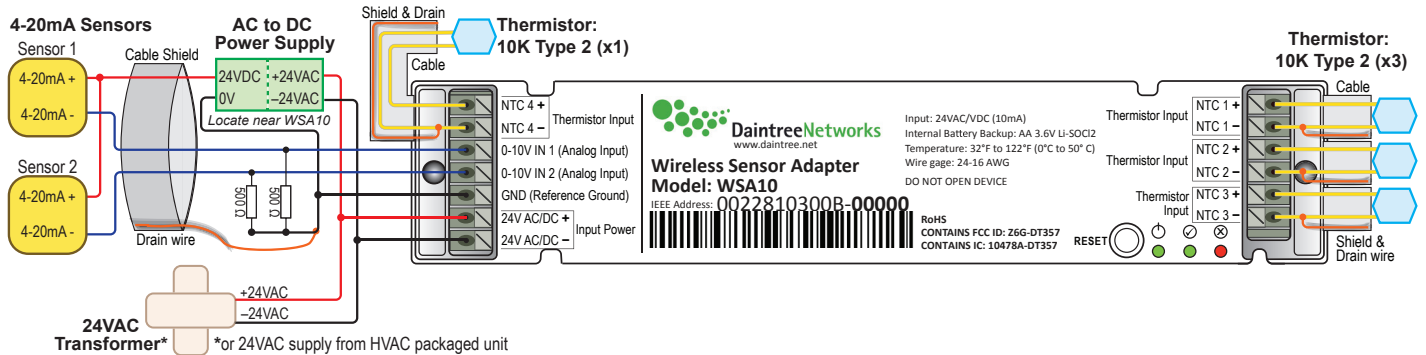 4-20mA Sensors
Sensor 1
4-20mA +
4-20mA -
Sensor 2
4-20mA +
4-20mA -
Cable Shield
Drain wire
AC to DC
Power Supply
24VDC
+24VAC
0V
–24VAC
Locate near WSA10
500 Ω
500 Ω
24VAC
Transformer*
+24VAC
–24VAC
*or 24VAC supply from HVAC packaged unit
Shield & Drain
Cable
Thermistor:
10K Type 2 (x1)
NTC 4 +
NTC 4 –
Thermistor Input
0-10V IN 1 (Analog Input)
0-10V IN 2 (Analog Input)
GND (Reference Ground)
24V AC/DC +
24V AC/DC –
Input Power
DaintreeNetworks
www.daintree.net
Wireless Sensor Adapter
Model: WSA10
IEEE Address: 0022810300B-00000
Input: 24VAC/VDC (10mA)
Internal Battery Backup: AA 3.6V Li-SOCl2
Temperature: 32°F to 122°F (0°C to 50° C)
Wire gage: 24-16 AWG
DO NOT OPEN DEVICE
RoHS
CONTAINS FCC ID: Z6G-DT357
CONTAINS IC: 10478A-DT357
RESET
Thermistor:
10K Type 2 (x3)
Cable
Thermistor Input
NTC 1 +
NTC 1 –
Thermistor Input
NTC 2 +
NTC 2 –
Thermistor
Input
NTC 3 +
NTC 3 –
Shield &
Drain wire